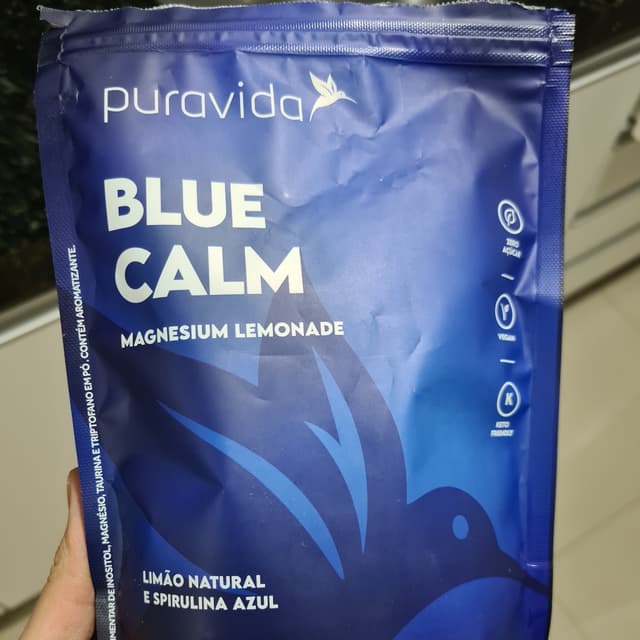 puravida
BLUE
CALM
MAGNESIUM LEMONADE
ZERO
AÇÚCAR
VEGAN
K
KETO
FRIENDLY
LIMÃO NATURAL
E SPIRULINA AZUL
DE INOSITOL, MAGNÉSIO, TAURINA E TRIPTOFANO EM PÓ. CONTÉM AROMATIZANTE.